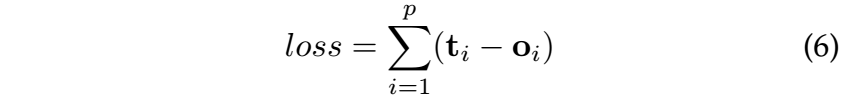 loss = \sum_{i=1}^{p} (\mathbf{t}_i - \mathbf{o}_i) (6)